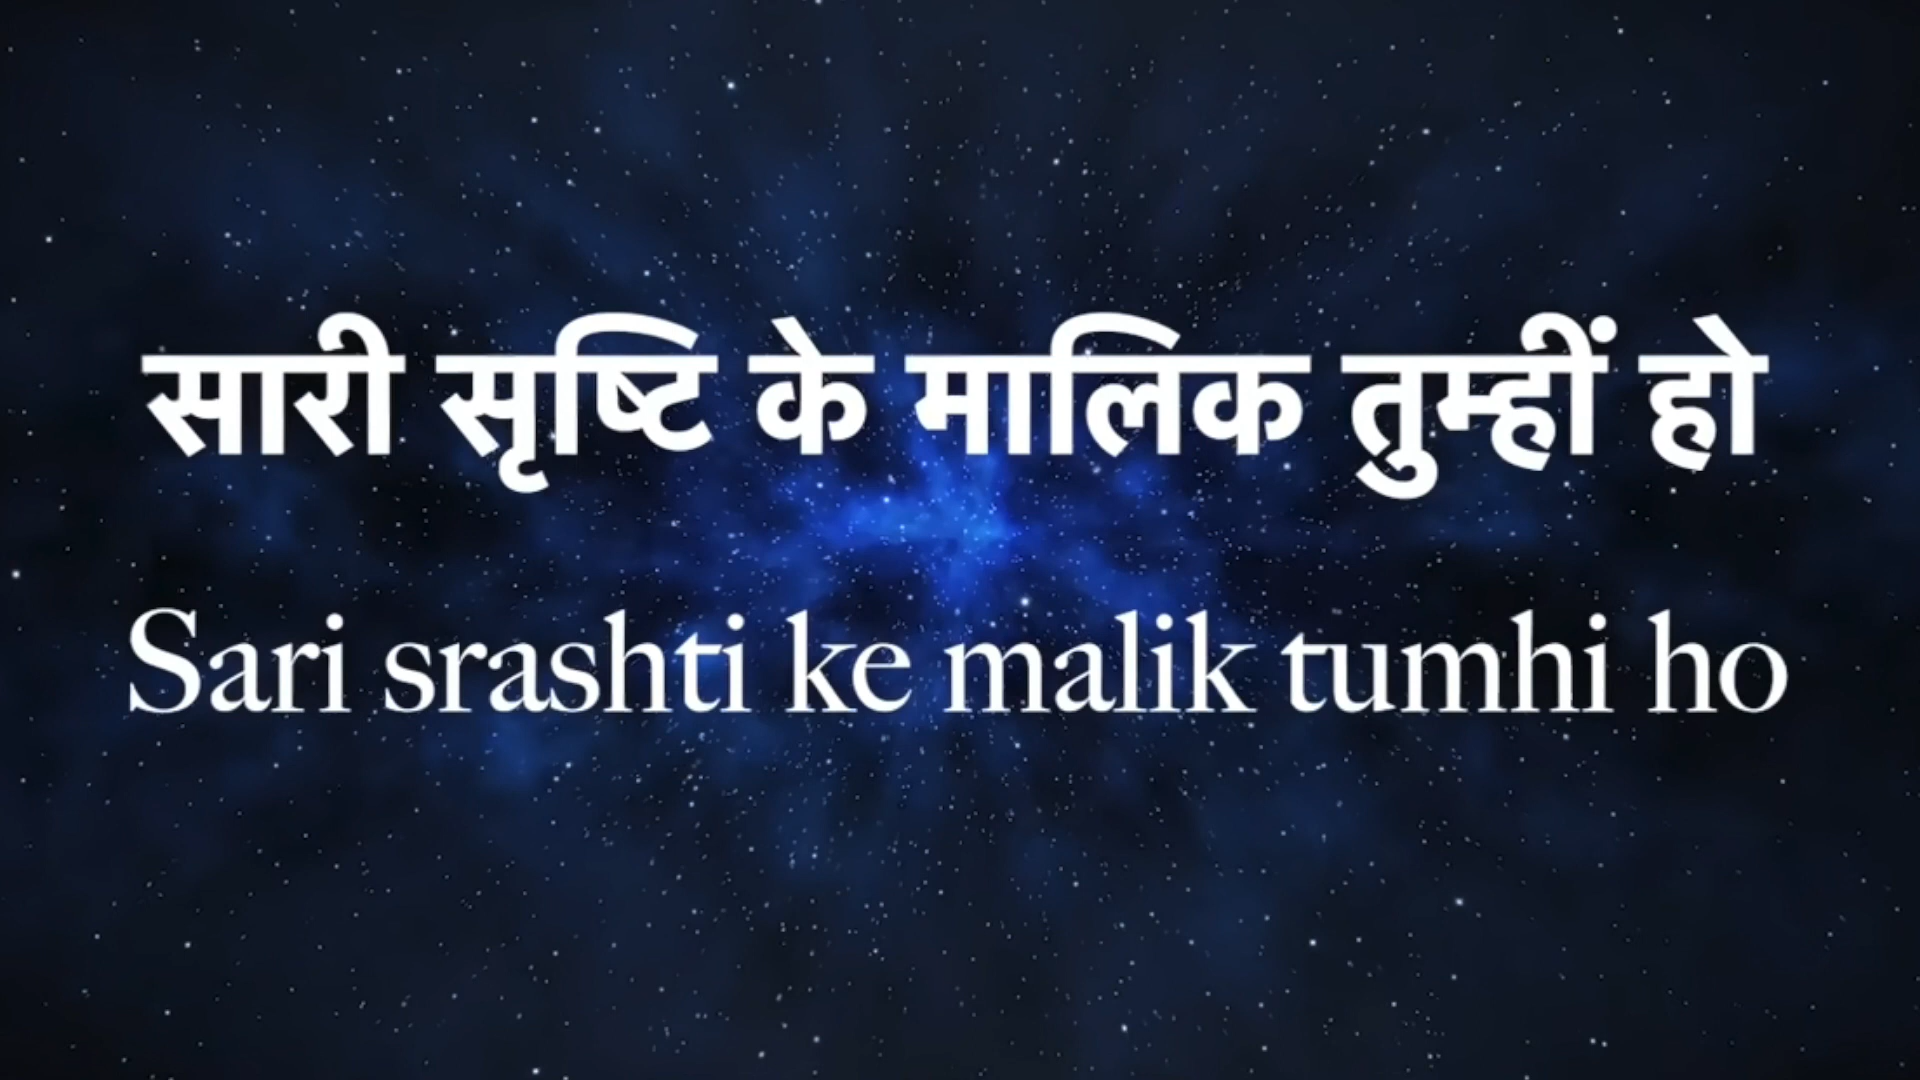 सारी सृष्टि के मालिक तुम्हीं हो
Sari srashti ke malik tumhi ho